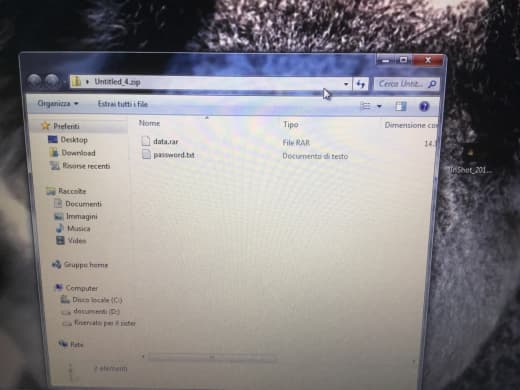 Untitled_4.zip
Cerca Untit...
Organizza
Estrai tutti i file
Preferiti
Desktop
Download
Risorse recenti
Raccolte
Documenti
Immagini
Musica
Video
Gruppo home
Computer
Disco locale (C:)
documenti (D:)
Riservato per il sister
Rete
Nome
Tipo
Dimensione co
data.rar
File RAR
14.
password.txt
Documento di testo
2 elementi
InShot_201...